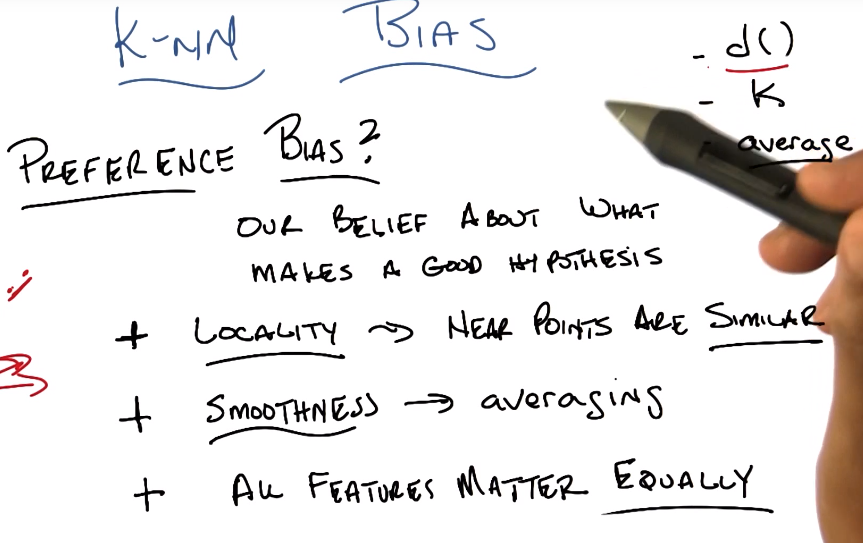 K-NN BIAS
- d()
- K
- average
PREFERENCE BIAS?
OUR BELIEF ABOUT WHAT
MAKES A GOOD HYPOTHESIS
+ LOCALITY → NEAR POINTS ARE SIMILAR
+ SMOOTHNESS → averaging
+ ALL FEATURES MATTER EQUALLY